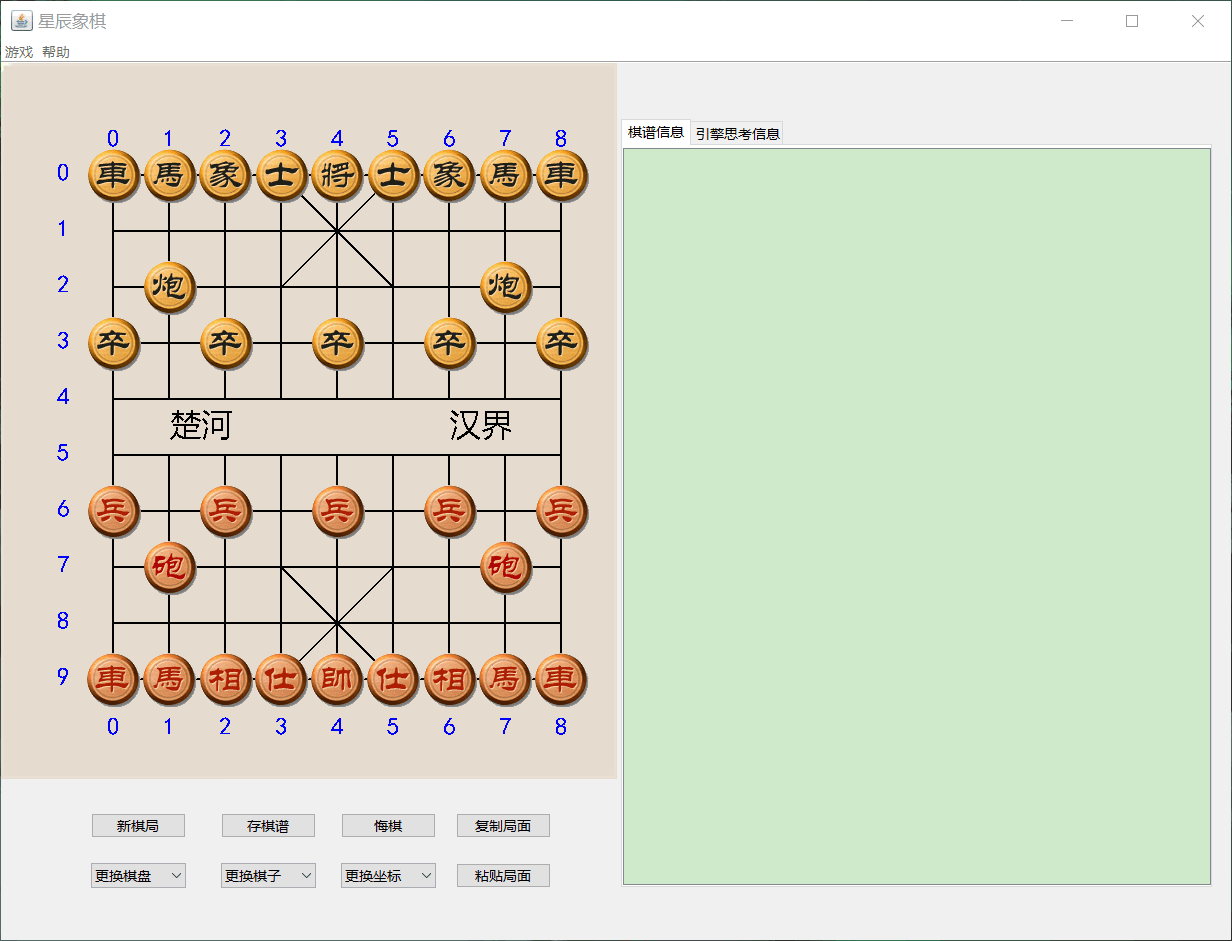 星辰象棋
游戏 帮助
棋谱信息 引擎思考信息
0 1 2 3 4 5 6 7 8
0 車 馬 象 士 將 士 象 馬 車
1
2 炮 炮
3 卒 卒 卒 卒 卒
4
楚河 汉界
5
6 兵 兵 兵 兵 兵
7 砲 砲
8
9 車 馬 相 仕 帥 仕 相 馬 車
0 1 2 3 4 5 6 7 8
新棋局 存棋谱 悔棋 复制局面
更换棋盘 更换棋子 更换坐标 粘贴局面